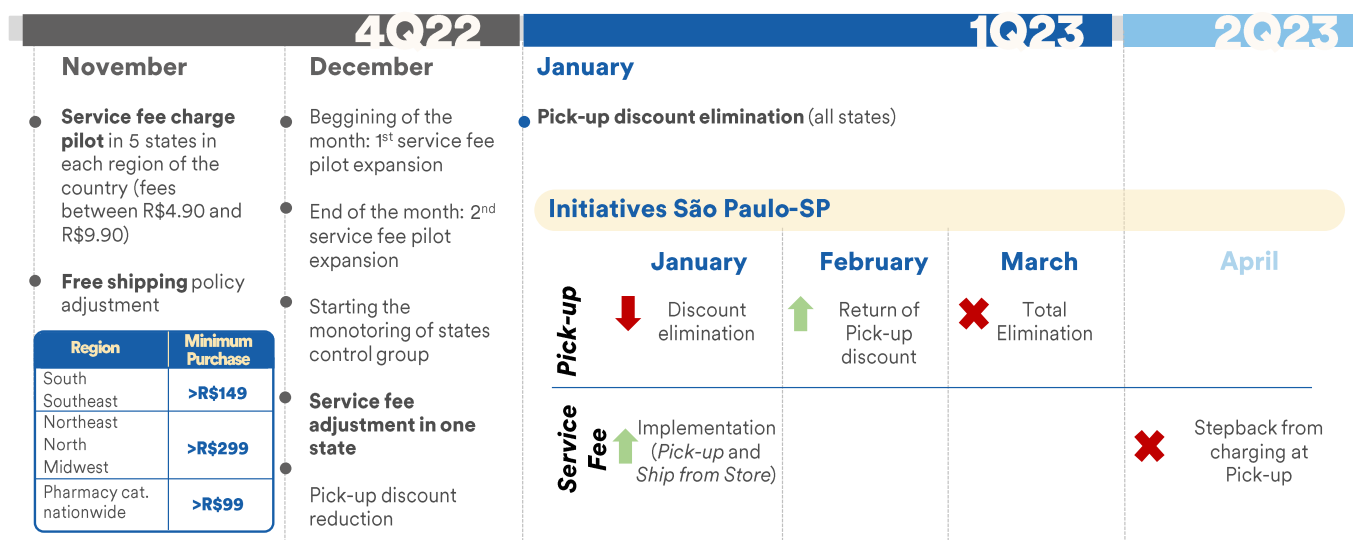 4Q22
1Q23
2Q23
November
Service fee charge
pilot in 5 states in
each region of the
country (fees
between R$4.90 and
R$9.90)
Free shipping policy
adjustment
Region
Minimum
Purchase
South
Southeast
>R$149
Northeast
North
Midwest
>R$299
Pharmacy cat.
nationwide
>R$99
December
Beggining of the
month: 1st service fee
pilot expansion
End of the month: 2nd
service fee pilot
expansion
Starting the
monotoring of states
control group
Service fee
adjustment in one
state
Pick-up discount
reduction
January
Pick-up discount elimination (all states)
Initiatives São Paulo-SP
January
February
March
April
Pick-up
Discount
elimination
Return of
Pick-up
discount
Total
Elimination
Service
Fee
Implementation
(Pick-up and
Ship from Store)
Stepback from
charging at
Pick-up